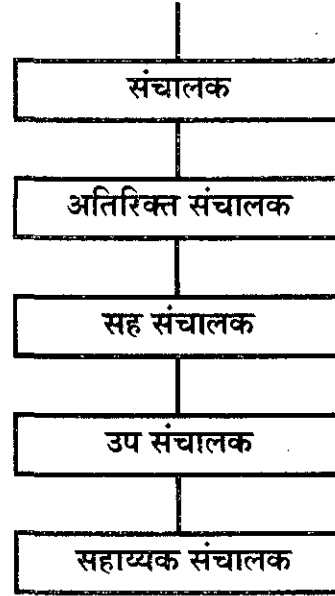 संचालक
अतिरिक्त संचालक
सह संचालक
उप संचालक
सहाय्यक संचालक